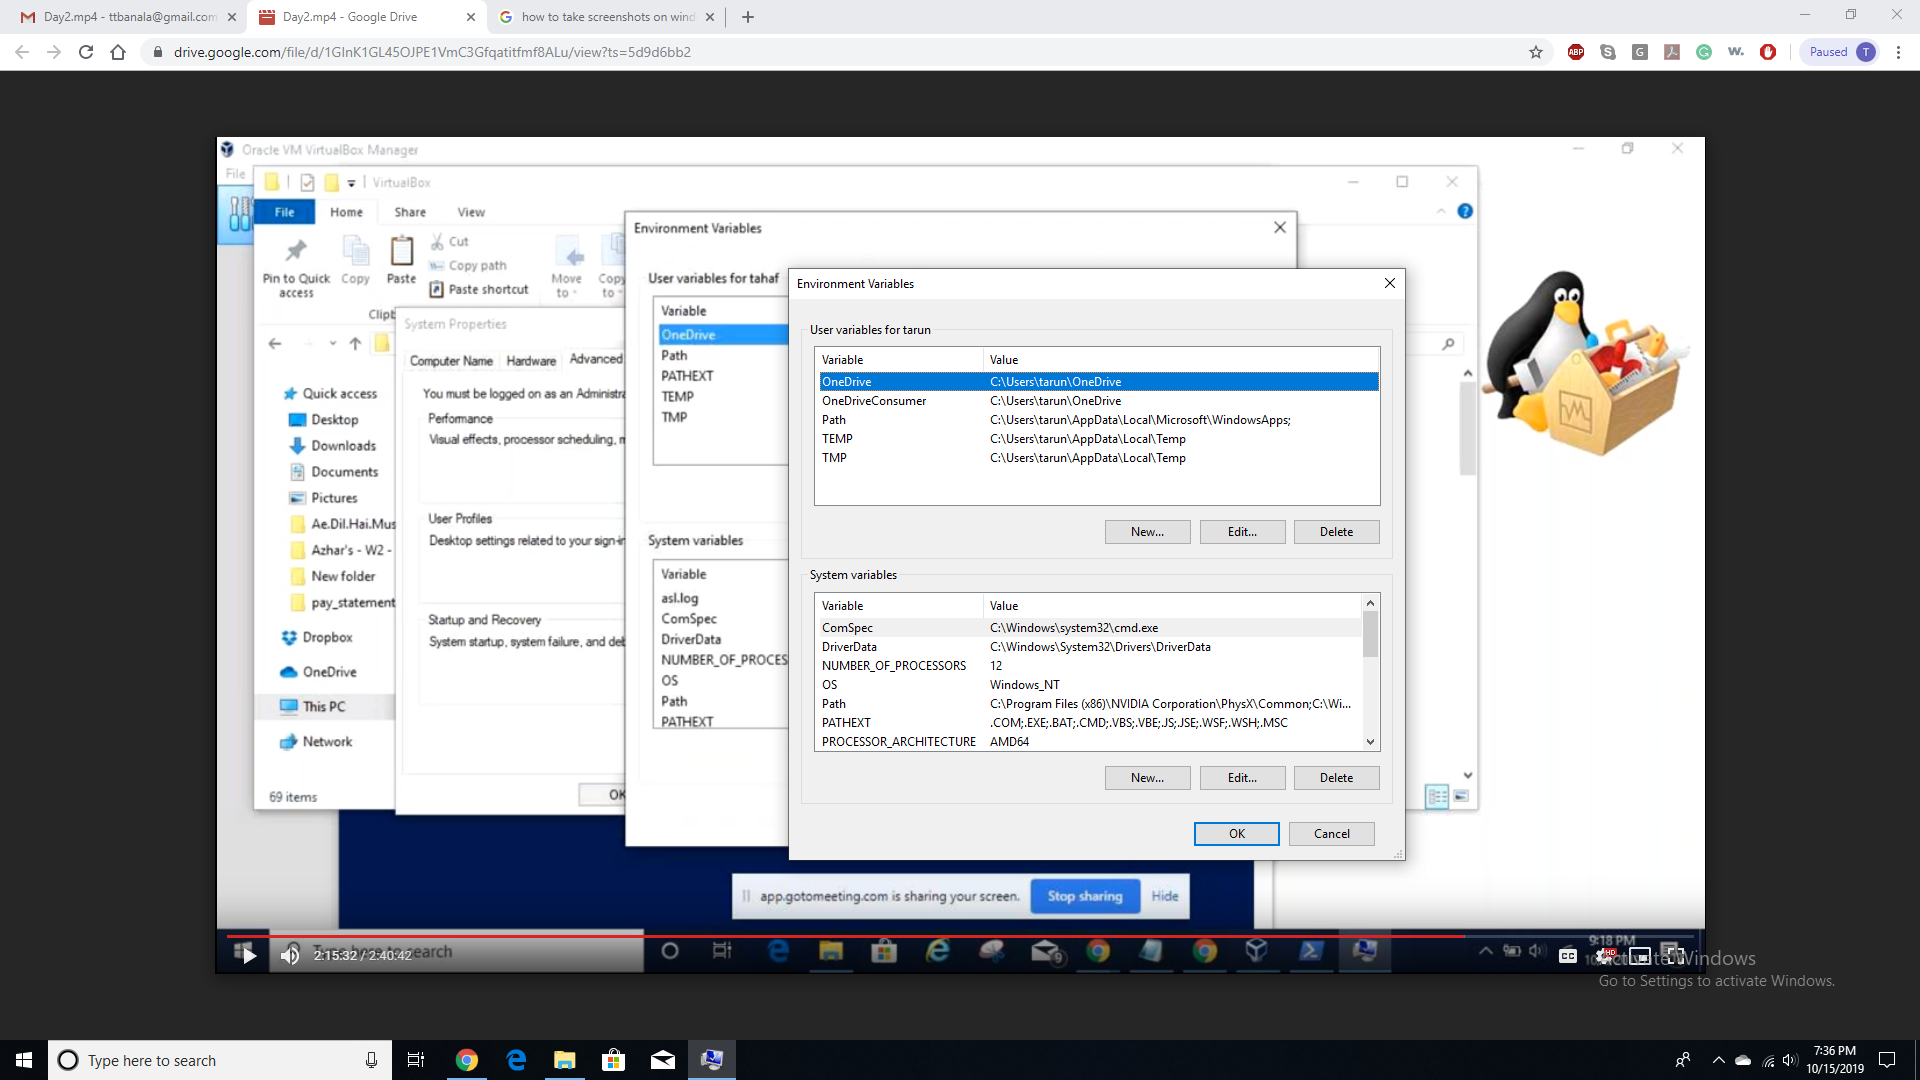 Day2.mp4 - ttbanala@gmail.com
Day2.mp4 - Google Drive
how to take screenshots on wind
drive.google.com/file/d/1GInK1GL45OJPE1VmC3Gfqatitfmf8ALu/view?ts=5d9d6bb2
ABP
G
W.
Paused
T
Oracle VM VirtualBox Manager
File
VirtualBox
File
Home
Share
View
Pin to Quick access
Copy
Paste
Cut
Copy path
Paste shortcut
Move to
Copy to
Clipb
Quick access
Desktop
Downloads
Documents
Pictures
Ae.Dil.Hai.Mus
Azhar's - W2 -
New folder
pay_statement
Dropbox
OneDrive
This PC
Network
69 items
System Properties
Computer Name
Hardware
Advanced
You must be logged on as an Administra
Performance
Visual effects, processor scheduling, m
User Profiles
Desktop settings related to your sign-in
Startup and Recovery
System startup, system failure, and deb
OK
Environment Variables
User variables for tahaf
Variable
OneDrive
Path
PATHEXT
TEMP
TMP
System variables
Variable
asl.log
ComSpec
DriverData
NUMBER_OF_PROCES
OS
Path
PATHEXT
Environment Variables
User variables for tarun
Variable Value
OneDrive C:\Users\tarun\OneDrive
OneDriveConsumer C:\Users\tarun\OneDrive
Path C:\Users\tarun\AppData\Local\Microsoft\WindowsApps;
TEMP C:\Users\tarun\AppData\Local\Temp
TMP C:\Users\tarun\AppData\Local\Temp
New... Edit... Delete
System variables
Variable Value
ComSpec C:\Windows\system32\cmd.exe
DriverData C:\Windows\System32\Drivers\DriverData
NUMBER_OF_PROCESSORS 12
OS Windows_NT
Path C:\Program Files (x86)\NVIDIA Corporation\PhysX\Common;C:\Wi...
PATHEXT .COM;.EXE;.BAT;.CMD;.VBS;.VBE;.JS;.JSE;.WSF;.WSH;.MSC
PROCESSOR_ARCHITECTURE AMD64
New... Edit... Delete
OK Cancel
app.gotomeeting.com is sharing your screen.
Stop sharing
Hide
Type here to search
2:15:32 / 2:40:42
9:18 PM
CC
HD
Activate Windows
Go to Settings to activate Windows.
Type here to search
7:36 PM
10/15/2019